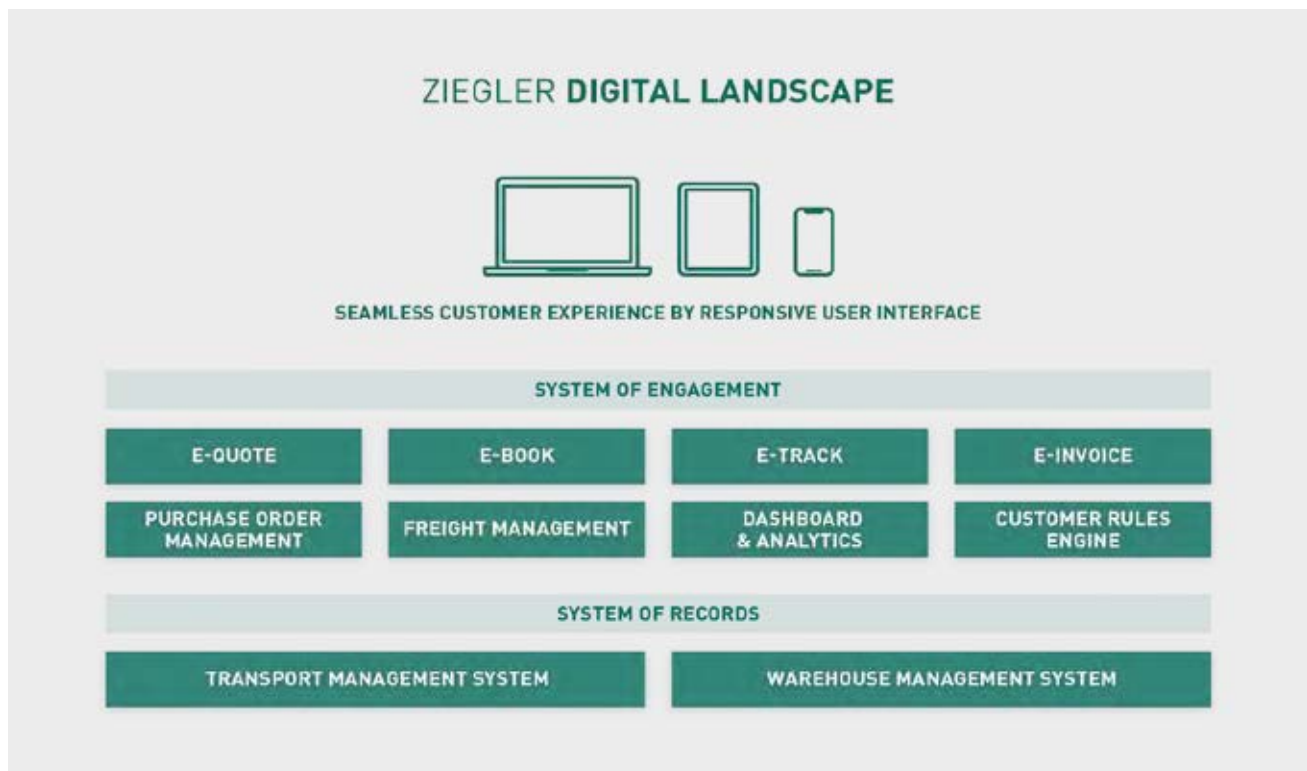 ZIEGLER DIGITAL LANDSCAPE
SEAMLESS CUSTOMER EXPERIENCE BY RESPONSIVE USER INTERFACE
SYSTEM OF ENGAGEMENT
E-QUOTE
E-BOOK
E-TRACK
E-INVOICE
PURCHASE ORDER
MANAGEMENT
FREIGHT MANAGEMENT
DASHBOARD
& ANALYTICS
CUSTOMER RULES
ENGINE
SYSTEM OF RECORDS
TRANSPORT MANAGEMENT SYSTEM
WAREHOUSE MANAGEMENT SYSTEM